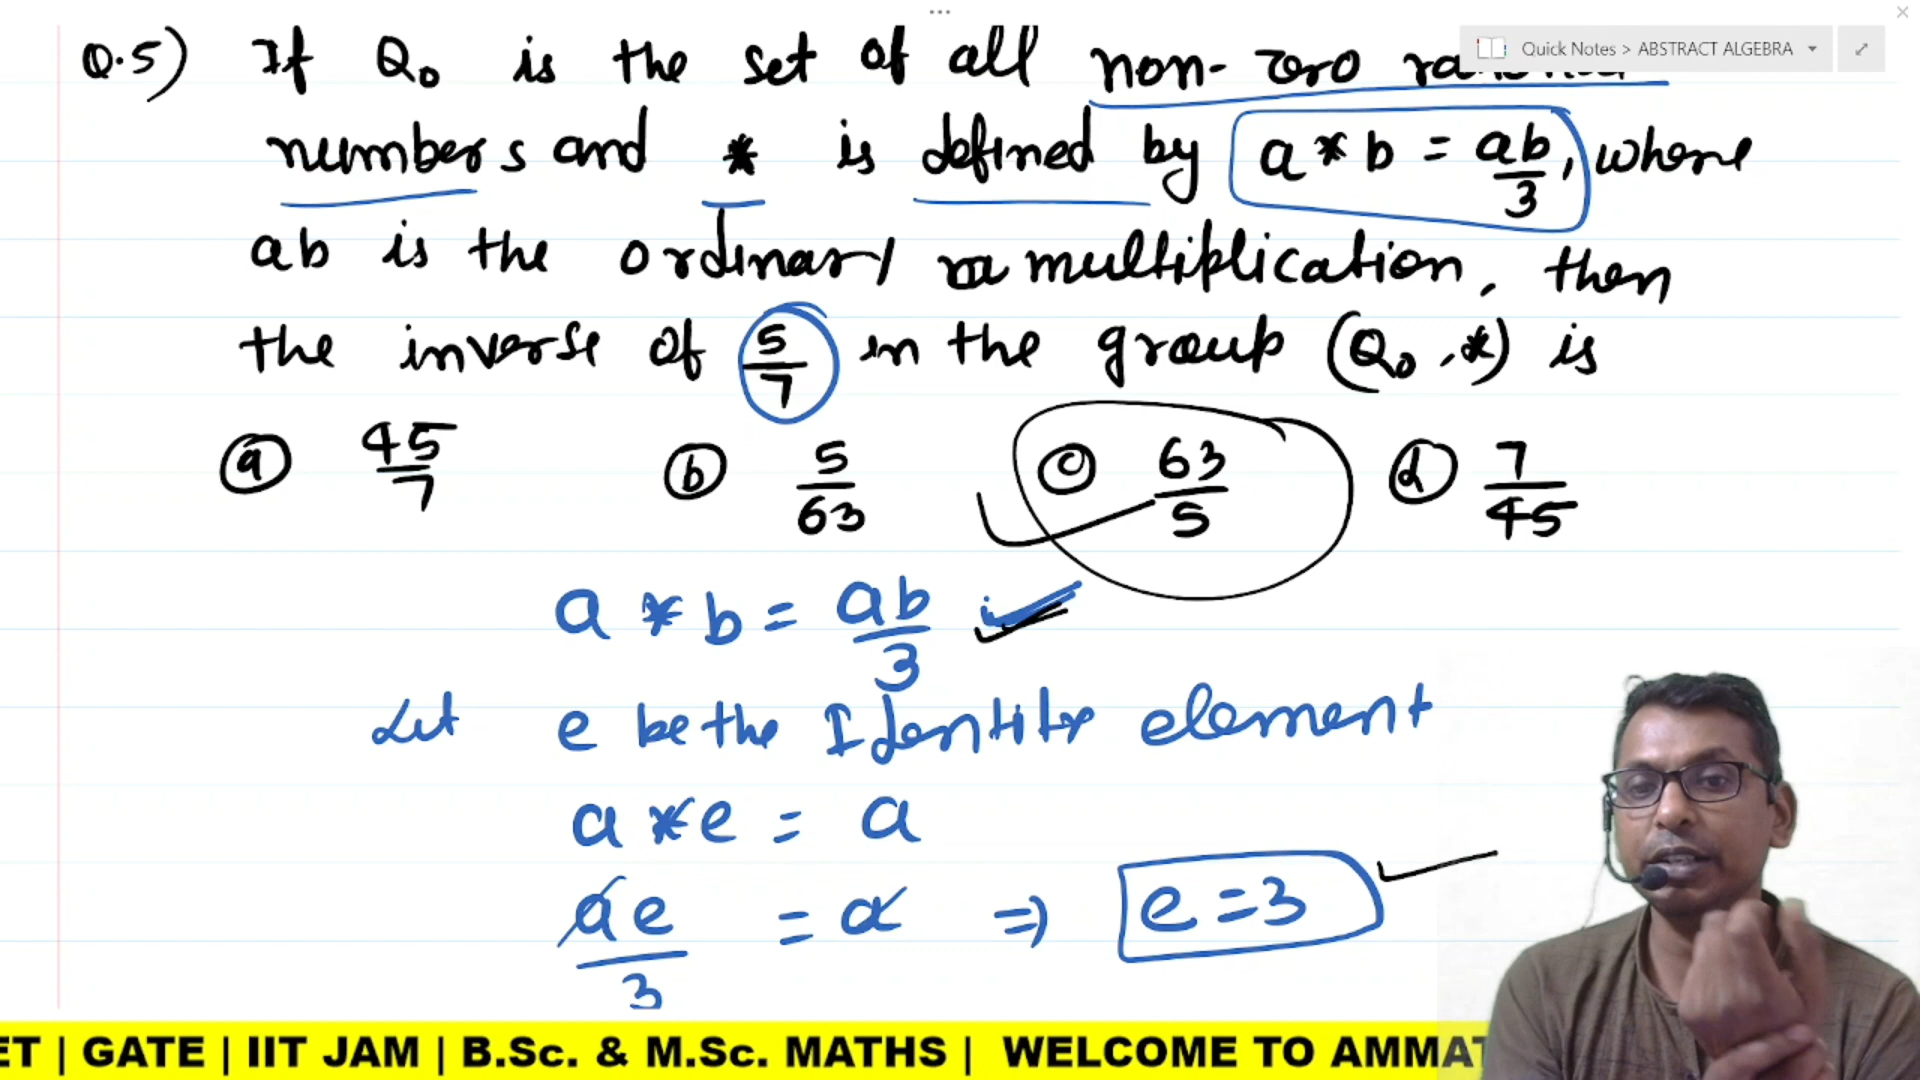 Quick Notes > ABSTRACT ALGEBRA
Q.5) If Q₀ is the set of all non-zero
numbers and * is defined by a * b = ab/3, where
ab is the ordinary multiplication, then
the inverse of 5/7 in the group (Q₀, *) is
(a) 45/7 (b) 5/63 (c) 63/5 (d) 7/45
a * b = ab/3
Let e be the Identity element
a * e = a
ae/3 = a ⇒ e = 3
ET | GATE | IIT JAM | B.Sc. & M.Sc. MATHS | WELCOME TO AMMAT